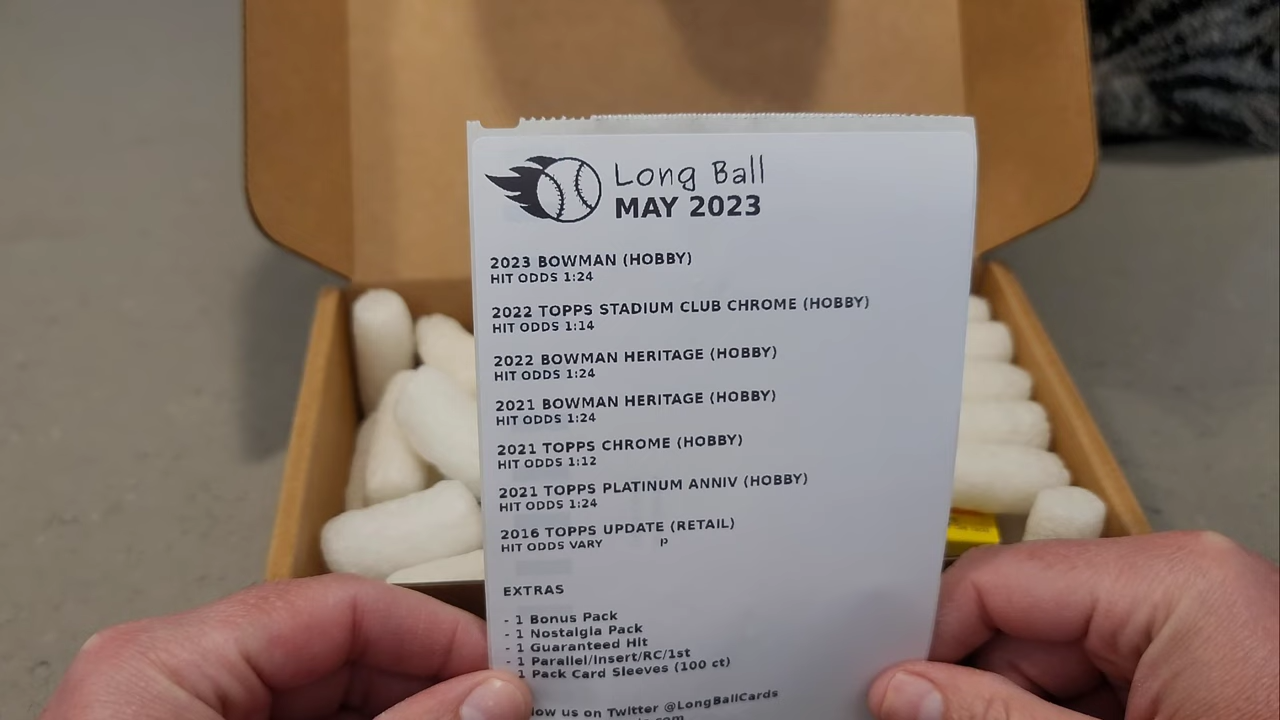 Long Ball
MAY 2023
2023 BOWMAN (HOBBY)
HIT ODDS 1:24
2022 TOPPS STADIUM CLUB CHROME (HOBBY)
HIT ODDS 1:14
2022 BOWMAN HERITAGE (HOBBY)
HIT ODDS 1:24
2021 BOWMAN HERITAGE (HOBBY)
HIT ODDS 1:24
2021 TOPPS CHROME (HOBBY)
HIT ODDS 1:12
2021 TOPPS PLATINUM ANNIV (HOBBY)
HIT ODDS 1:24
2016 TOPPS UPDATE (RETAIL)
HIT ODDS VARY p
EXTRAS
- 1 Bonus Pack
- 1 Nostalgia Pack
- 1 Guaranteed Hit
- 1 Parallel/Insert/RC/1st
- 1 Pack Card Sleeves (100 ct)
low us on Twitter @LongBallCards